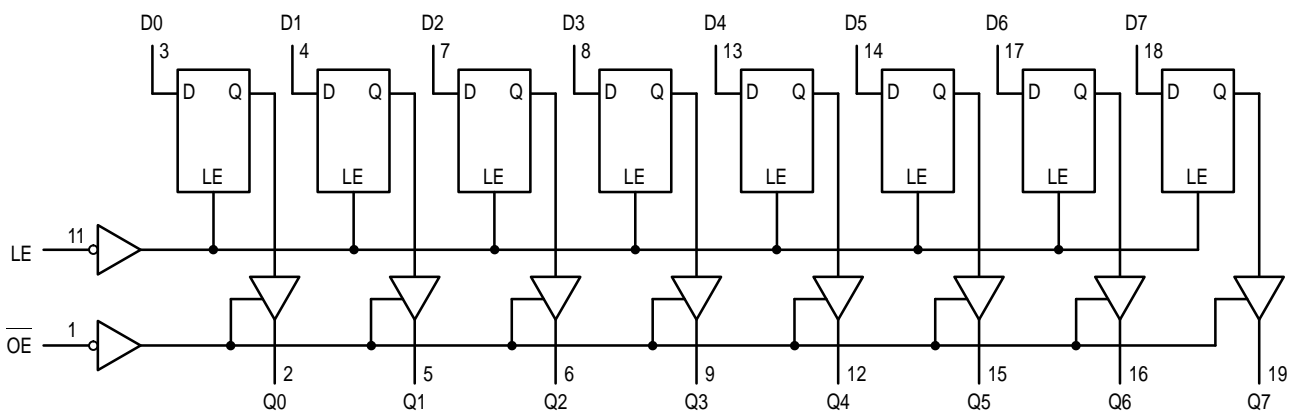 D0 D1 D2 D3 D4 D5 D6 D7
3 4 7 8 13 14 17 18
D Q D Q D Q D Q D Q D Q D Q D Q
LE LE LE LE LE LE LE LE
LE 11
OE 1
2 5 6 9 12 15 16 19
Q0 Q1 Q2 Q3 Q4 Q5 Q6 Q7